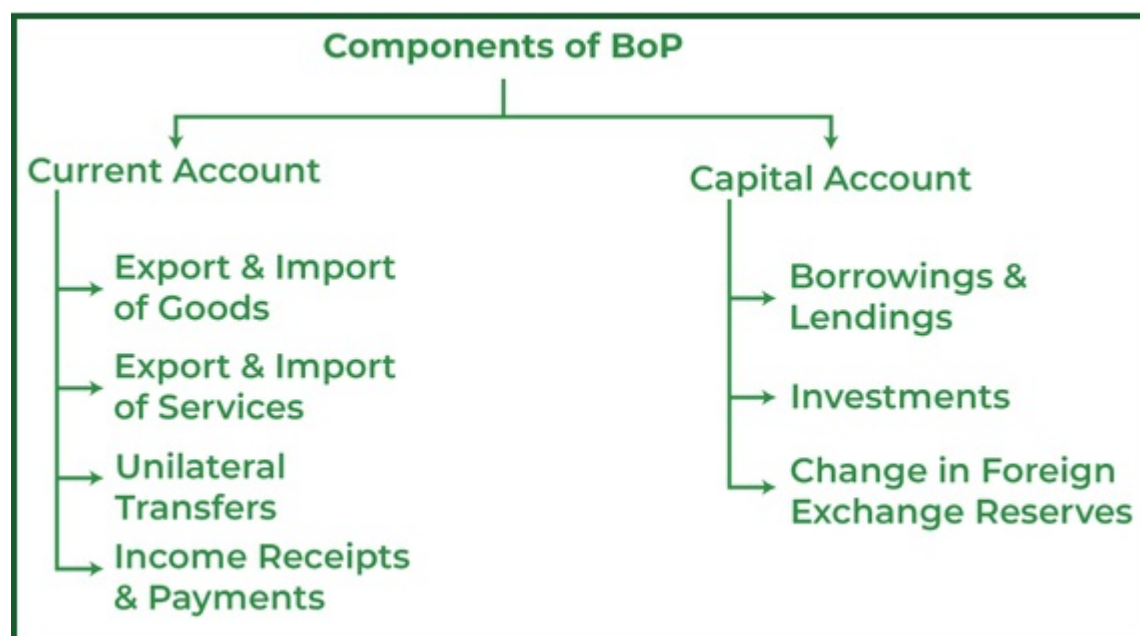 Components of BoP
Current Account
Export & Import
of Goods
Export & Import
of Services
Unilateral
Transfers
Income Receipts
& Payments
Capital Account
Borrowings &
Lendings
Investments
Change in Foreign
Exchange Reserves